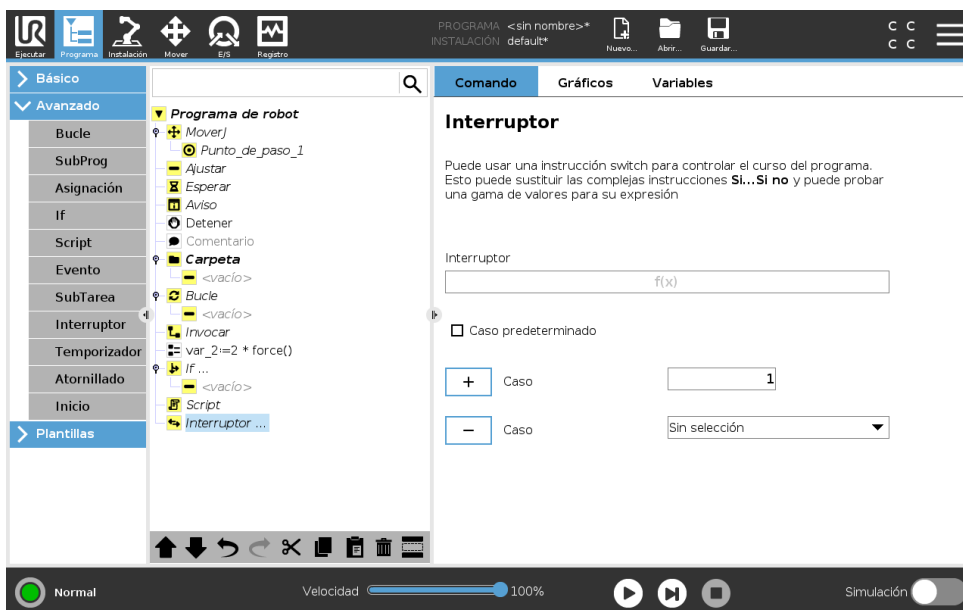 UR
Ejecutar
Programa
Instalación
Mover
E/S
Registro
PROGRAMA <sin nombre>*
INSTALACIÓN default*
Nuevo...
Abrir...
Guardar...
C C
C C
Básico
Avanzado
Bucle
SubProg
Asignación
If
Script
Evento
SubTarea
Interruptor
Temporizador
Atornillado
Inicio
Plantillas
Programa de robot
MoverJ
Punto_de_paso_1
Ajustar
Esperar
Aviso
Detener
Comentario
Carpeta
<vacío>
Bucle
<vacío>
Invocar
var_2:=2 * force()
If ...
<vacío>
Script
Interruptor ...
Comando
Gráficos
Variables
Interruptor
Puede usar una instrucción switch para controlar el curso del programa.
Esto puede sustituir las complejas instrucciones Si...Si no y puede probar
una gama de valores para su expresión
Interruptor
f(x)
Caso predeterminado
+ Caso 1
− Caso Sin selección
Normal
Velocidad 100%
Simulación